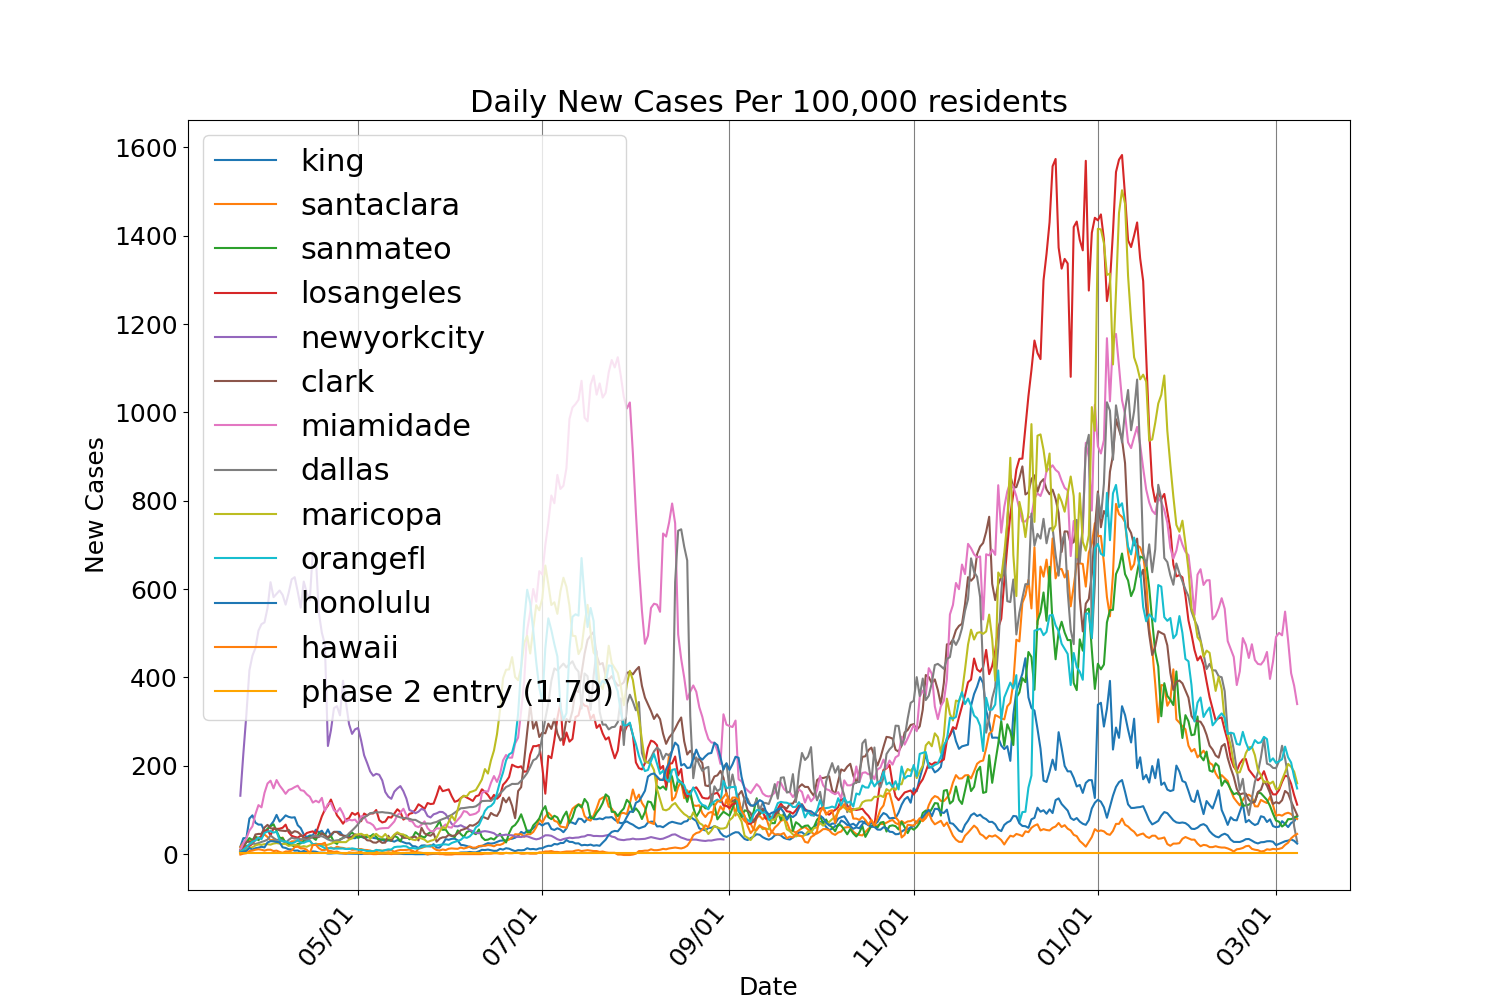 Daily New Cases Per 100,000 residents
1600
1400
1200
1000
800
600
400
200
0
New Cases
king
santaclara
sanmateo
losangeles
newyorkcity
clark
miamidade
dallas
maricopa
orangefl
honolulu
hawaii
phase 2 entry (1.79)
05/01
07/01
09/01
11/01
01/01
03/01
Date